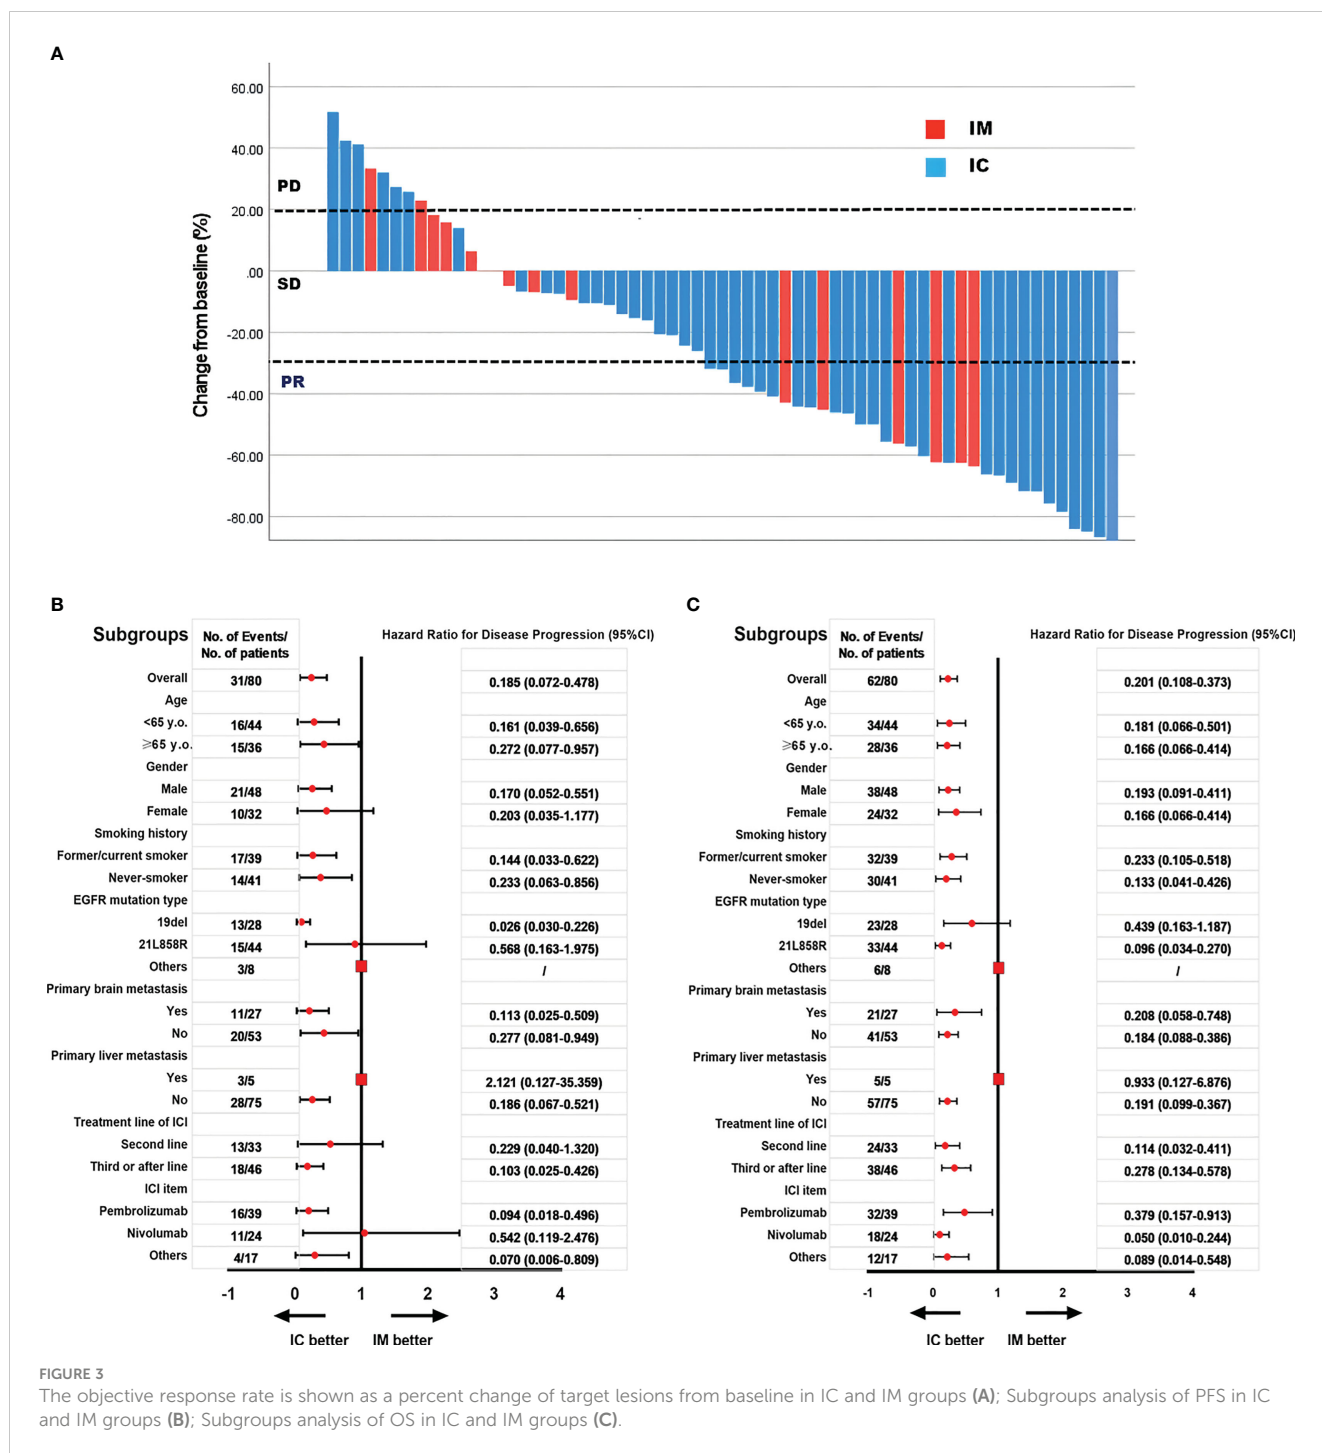 A
60.00
40.00
20.00
.00
-20.00
-40.00
-60.00
-80.00
Change from baseline (%)
PD
SD
PR
IM
IC
B
Subgroups No. of Events/ Hazard Ratio for Disease Progression (95%CI)
No. of patients
Overall 31/80 0.185 (0.072-0.478)
Age
<65 y.o. 16/44 0.161 (0.039-0.656)
⩾65 y.o. 15/36 0.272 (0.077-0.957)
Gender
Male 21/48 0.170 (0.052-0.551)
Female 10/32 0.203 (0.035-1.177)
Smoking history
Former/current smoker 17/39 0.144 (0.033-0.622)
Never-smoker 14/41 0.233 (0.063-0.856)
EGFR mutation type
19del 13/28 0.026 (0.030-0.226)
21L858R 15/44 0.568 (0.163-1.975)
Others 3/8 /
Primary brain metastasis
Yes 11/27 0.113 (0.025-0.509)
No 20/53 0.277 (0.081-0.949)
Primary liver metastasis
Yes 3/5 2.121 (0.127-35.359)
No 28/75 0.186 (0.067-0.521)
Treatment line of ICI
Second line 13/33 0.229 (0.040-1.320)
Third or after line 18/46 0.103 (0.025-0.426)
ICI item
Pembrolizumab 16/39 0.094 (0.018-0.496)
Nivolumab 11/24 0.542 (0.119-2.476)
Others 4/17 0.070 (0.006-0.809)
-1 0 1 2 3 4
IC better IM better
C
Subgroups No. of Events/ Hazard Ratio for Disease Progression (95%CI)
No. of patients
Overall 62/80 0.201 (0.108-0.373)
Age
<65 y.o. 34/44 0.181 (0.066-0.501)
⩾65 y.o. 28/36 0.166 (0.066-0.414)
Gender
Male 38/48 0.193 (0.091-0.411)
Female 24/32 0.166 (0.066-0.414)
Smoking history
Former/current smoker 32/39 0.233 (0.105-0.518)
Never-smoker 30/41 0.133 (0.041-0.426)
EGFR mutation type
19del 23/28 0.439 (0.163-1.187)
21L858R 33/44 0.096 (0.034-0.270)
Others 6/8 /
Primary brain metastasis
Yes 21/27 0.208 (0.058-0.748)
No 41/53 0.184 (0.088-0.386)
Primary liver metastasis
Yes 5/5 0.933 (0.127-6.876)
No 57/75 0.191 (0.099-0.367)
Treatment line of ICI
Second line 24/33 0.114 (0.032-0.411)
Third or after line 38/46 0.278 (0.134-0.578)
ICI item
Pembrolizumab 32/39 0.379 (0.157-0.913)
Nivolumab 18/24 0.050 (0.010-0.244)
Others 12/17 0.089 (0.014-0.548)
-1 0 1 2 3 4
IC better IM better
FIGURE 3
The objective response rate is shown as a percent change of target lesions from baseline in IC and IM groups (A); Subgroups analysis of PFS in IC
and IM groups (B); Subgroups analysis of OS in IC and IM groups (C).